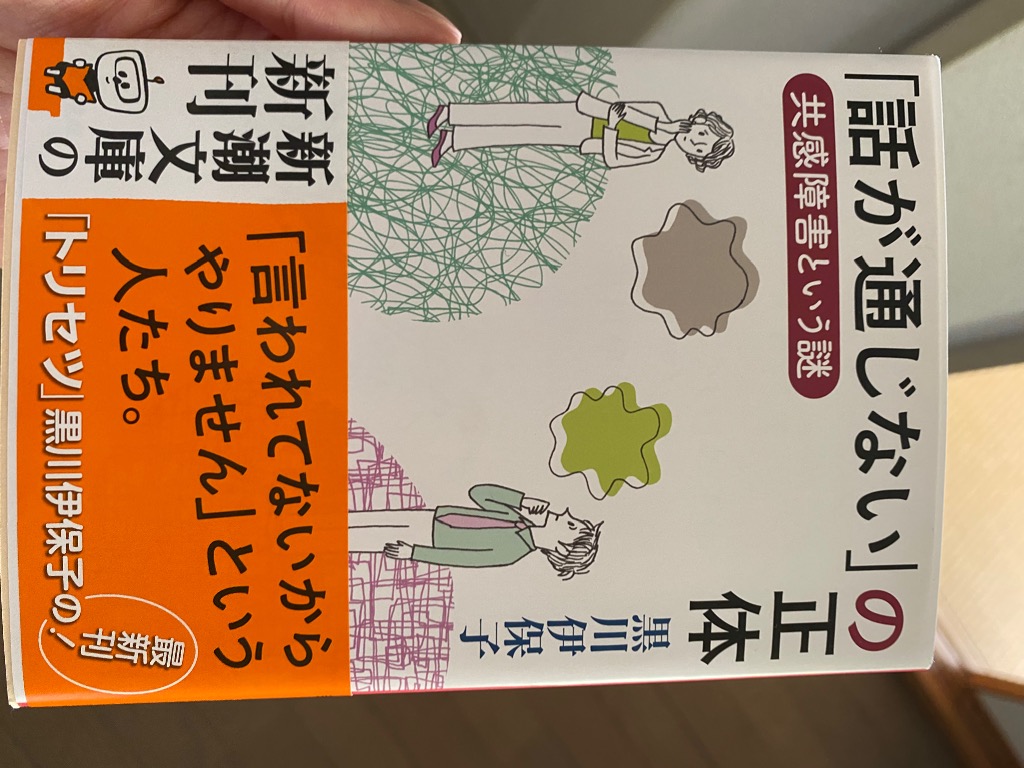 「話が通じない」の
正体
共感障害という謎
黒川伊保子
新潮文庫の
新刊
「言われてないから
やりません」という
人たち。
「トリセツ」黒川伊保子の!
最新刊